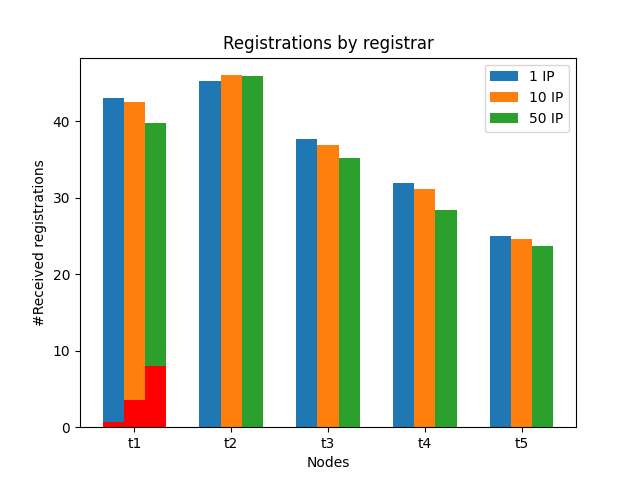 Registrations by registrar
1 IP
10 IP
50 IP
#Received registrations
40
30
20
10
0
t1 t2 t3 t4 t5
Nodes